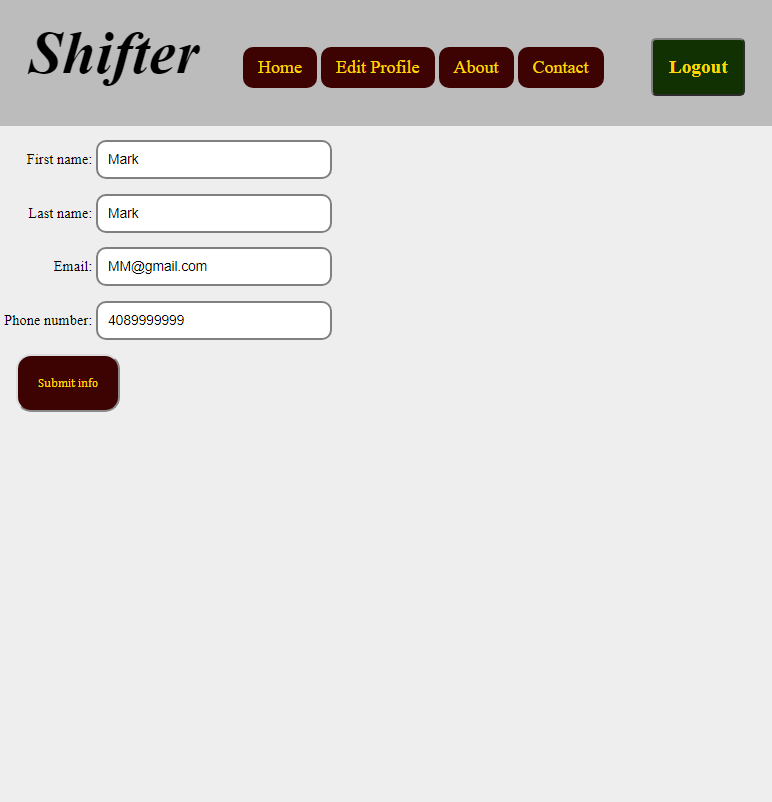 Shifter
Home Edit Profile About Contact
Logout
First name: Mark
Last name: Mark
Email: MM@gmail.com
Phone number: 4089999999
Submit info